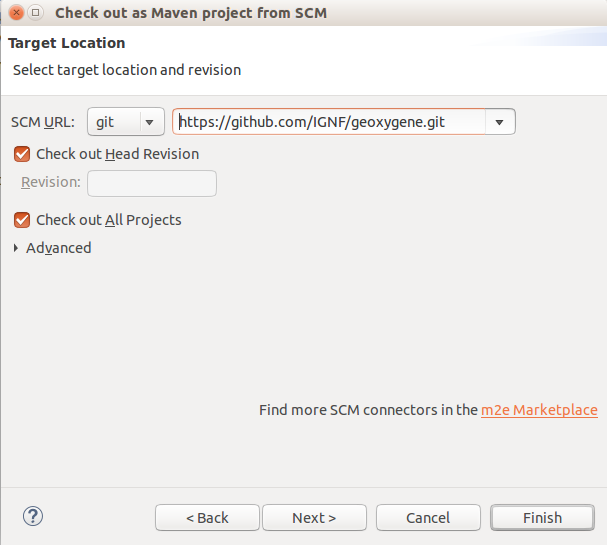 Check out as Maven project from SCM
Target Location
Select target location and revision
SCM URL: git https://github.com/IGNF/geoxygene.git
Check out Head Revision
Revision:
Check out All Projects
Advanced
Find more SCM connectors in the m2e Marketplace
? < Back Next > Cancel Finish